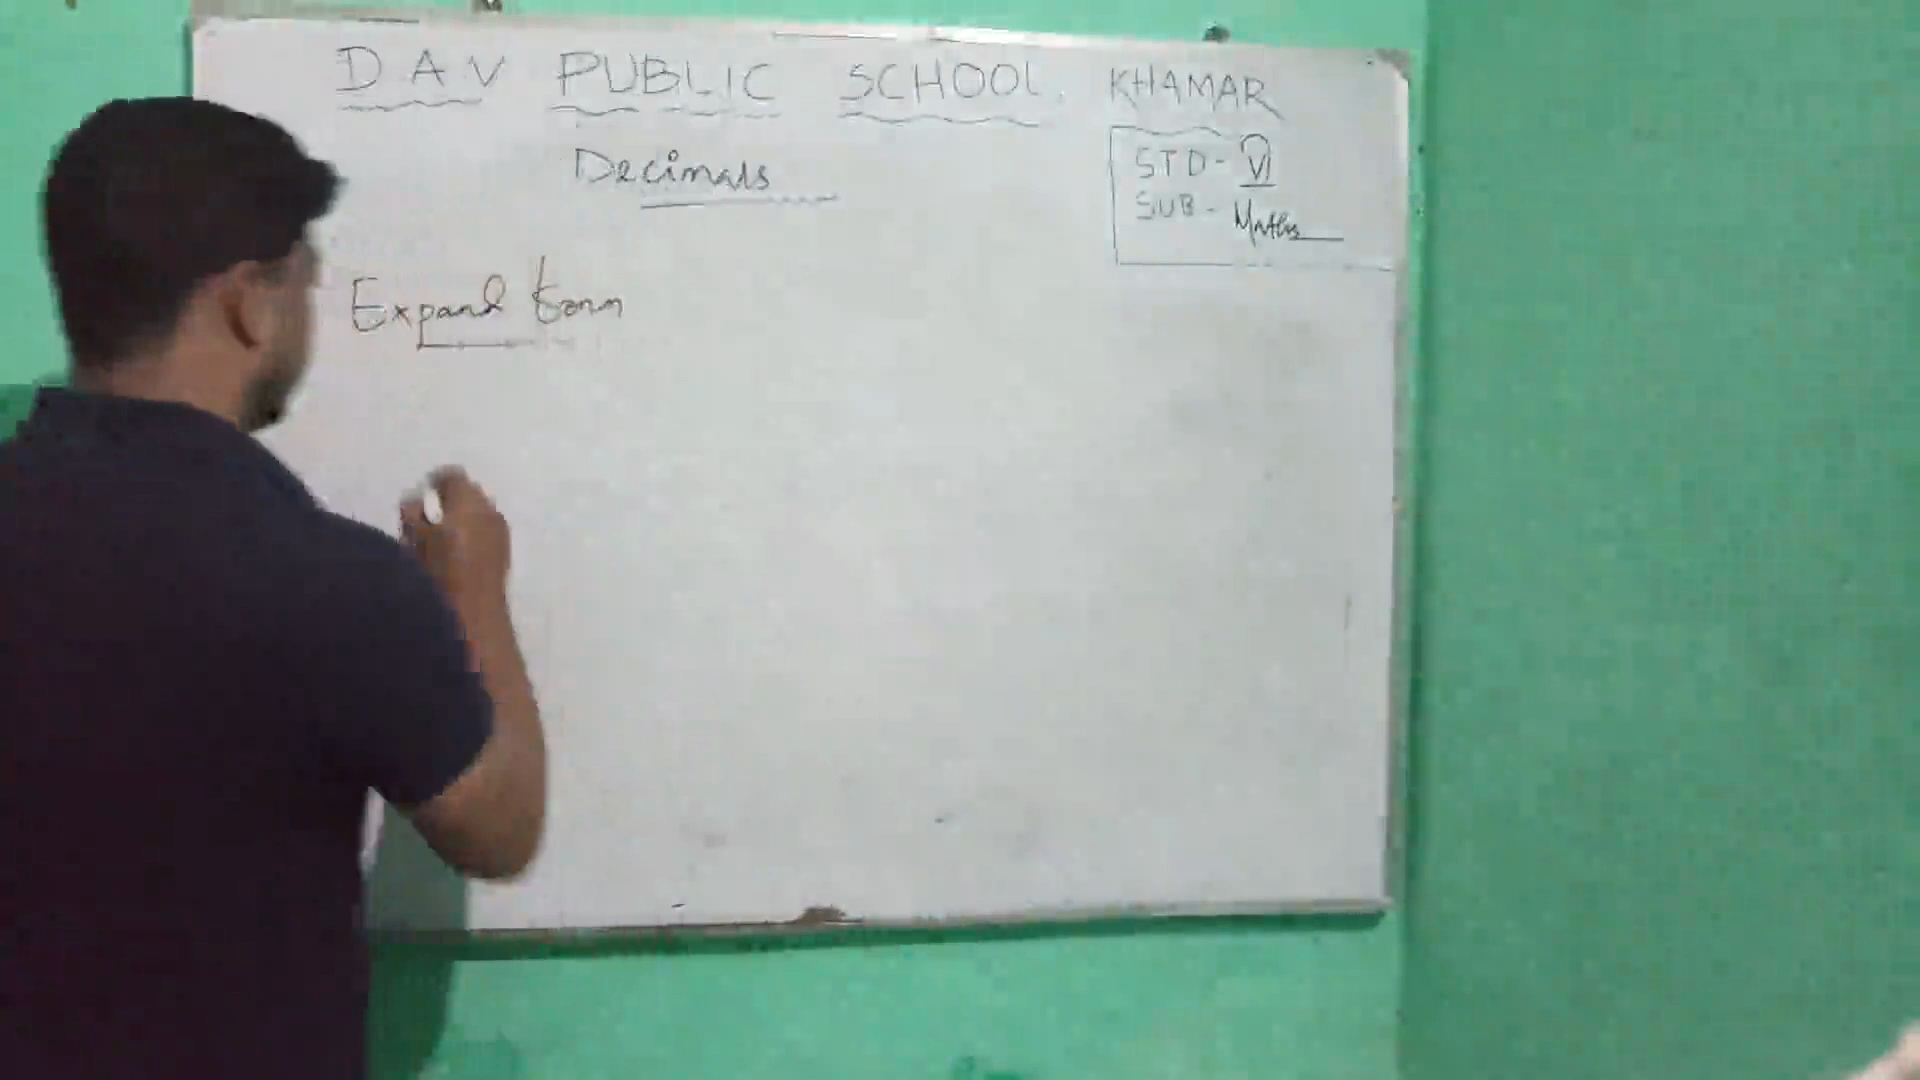 DAV PUBLIC SCHOOL KHAMAR
Decimals
STD- VI
SUB- Maths
Expand form